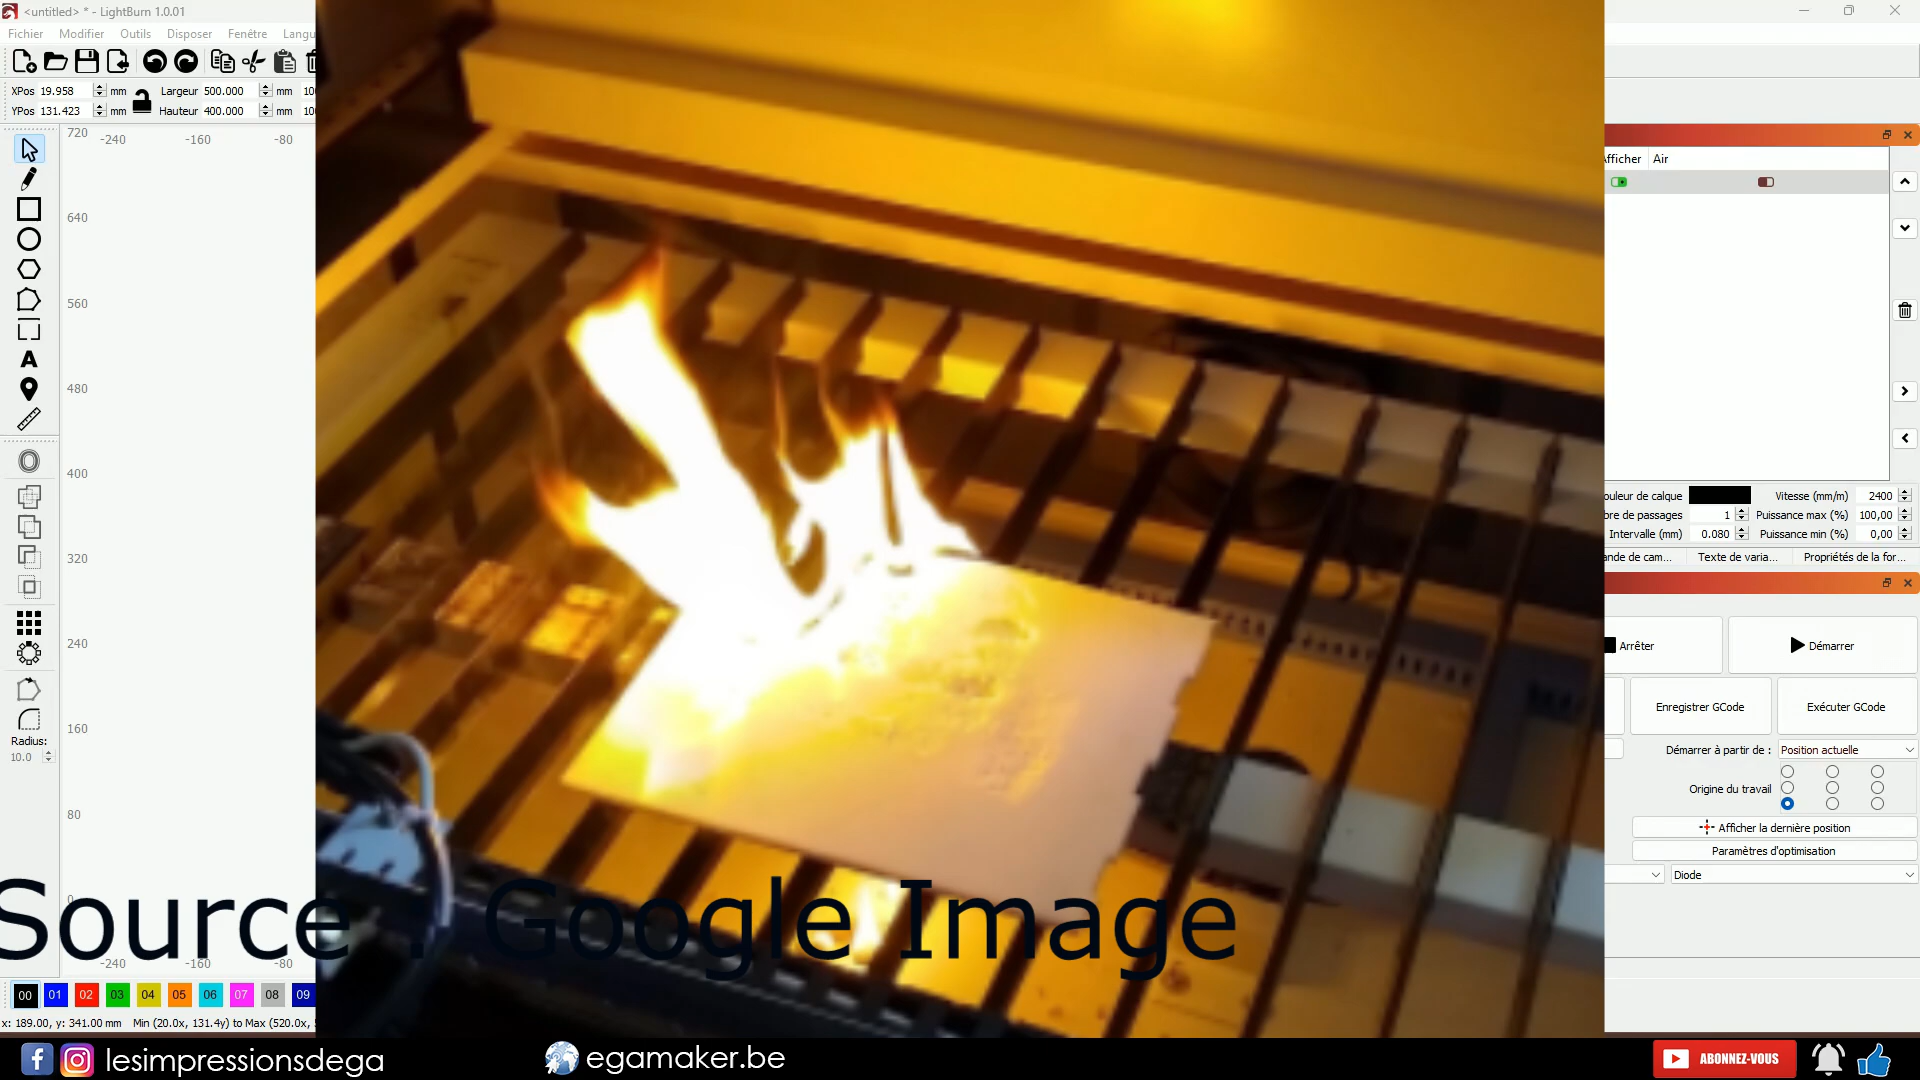 <untitled> * - LightBurn 1.0.01
Fichier Modifier Outils Disposer Fenêtre
XPos 19.958 mm Largeur 500.000 mm
YPos 131.423 mm Hauteur 400.000 mm
720 -240 -160 -80
640
560
480
400
320
240
160
80
Radius:
10.0
-240 -160 -80
Afficher Air
Vitesse (mm/m) 2400
1 Puissance max (%) 100,00
Intervalle (mm) 0.080 Puissance min (%) 0,00
Texte de varia... Propriétés de la for...
Arrêter Démarrer
Enregistrer GCode Exécuter GCode
Démarrer à partir de : Position actuelle
Origine du travail
Afficher la dernière position
Paramètres d'optimisation
Diode
Source : Google Image
00 01 02 03 04 05 06 07 08 09
x: 189.00, y: 341.00 mm Min (20.0x, 131.4y) to Max (520.0x,
lesimpressionsdega egamaker.be ABONNEZ-VOUS